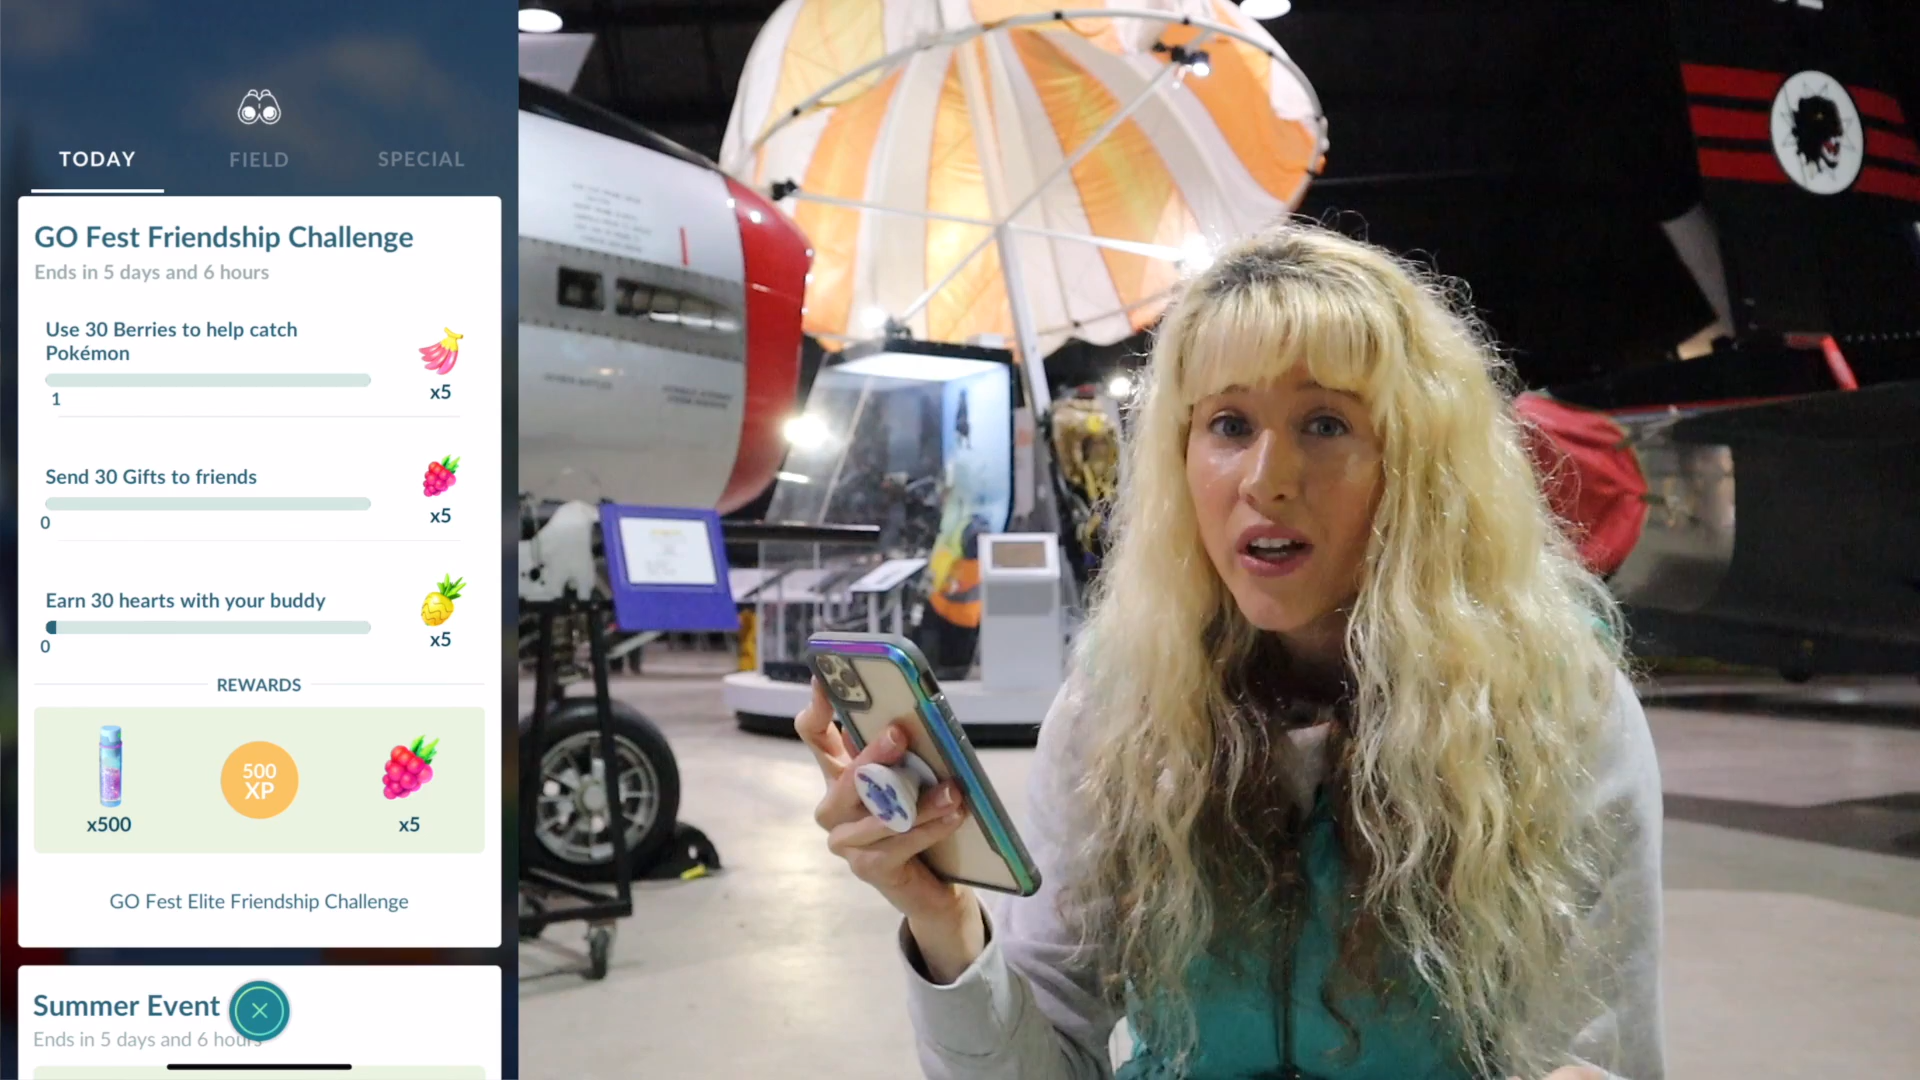 TODAY
FIELD
SPECIAL
GO Fest Friendship Challenge
Ends in 5 days and 6 hours
Use 30 Berries to help catch
Pokémon
x5
1
Send 30 Gifts to friends
x5
0
Earn 30 hearts with your buddy
x5
0
REWARDS
500
XP
x500
x5
GO Fest Elite Friendship Challenge
Summer Event
Ends in 5 days and 6 hours